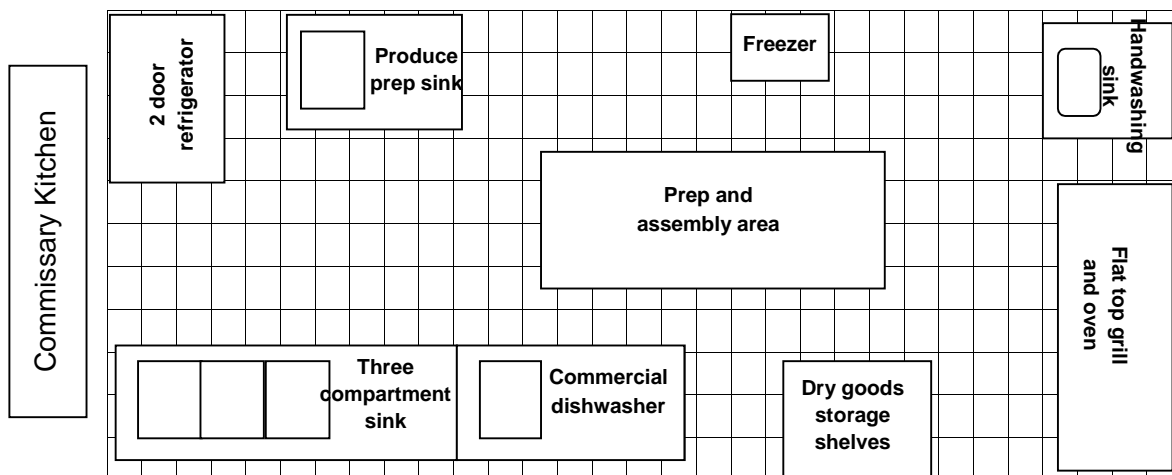 Commissary Kitchen
2 door
refrigerator
Produce
prep sink
Freezer
Handwashing
sink
Prep and
assembly area
Flat top grill
and oven
Three
compartment
sink
Commercial
dishwasher
Dry goods
storage
shelves